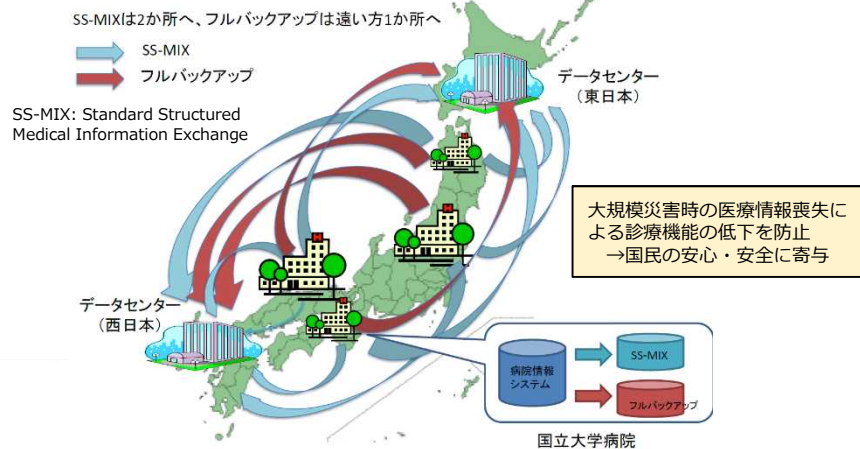 SS-MIXは2か所へ、フルバックアップは遠い方1か所へ
SS-MIX
フルバックアップ
SS-MIX: Standard Structured
Medical Information Exchange
データセンター
（東日本）
大規模災害時の医療情報喪失に
よる診療機能の低下を防止
→国民の安心・安全に寄与
データセンター
（西日本）
病院情報
システム
SS-MIX
フルバックアップ
国立大学病院